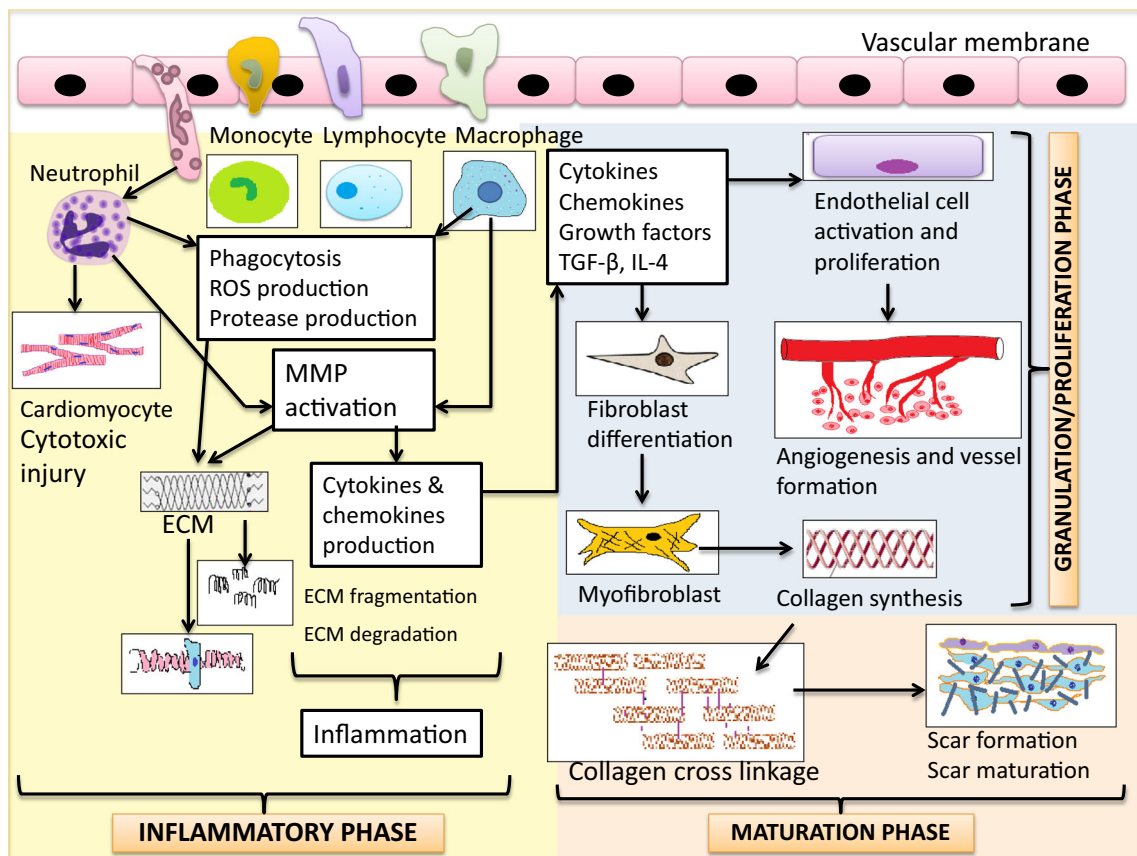 Vascular membrane
Monocyte
Lymphocyte
Macrophage
Neutrophil
Phagocytosis
ROS production
Protease production
Cardiomyocyte
Cytotoxic
injury
MMP
activation
ECM
Cytokines &
chemokines
production
ECM fragmentation
ECM degradation
Inflammation
INFLAMMATORY PHASE
Cytokines
Chemokines
Growth factors
TGF-β, IL-4
Endothelial cell
activation and
proliferation
Fibroblast
differentiation
Angiogenesis and vessel
formation
Myofibroblast
Collagen synthesis
GRANULATION/PROLIFERATION PHASE
Collagen cross linkage
Scar formation
Scar maturation
MATURATION PHASE